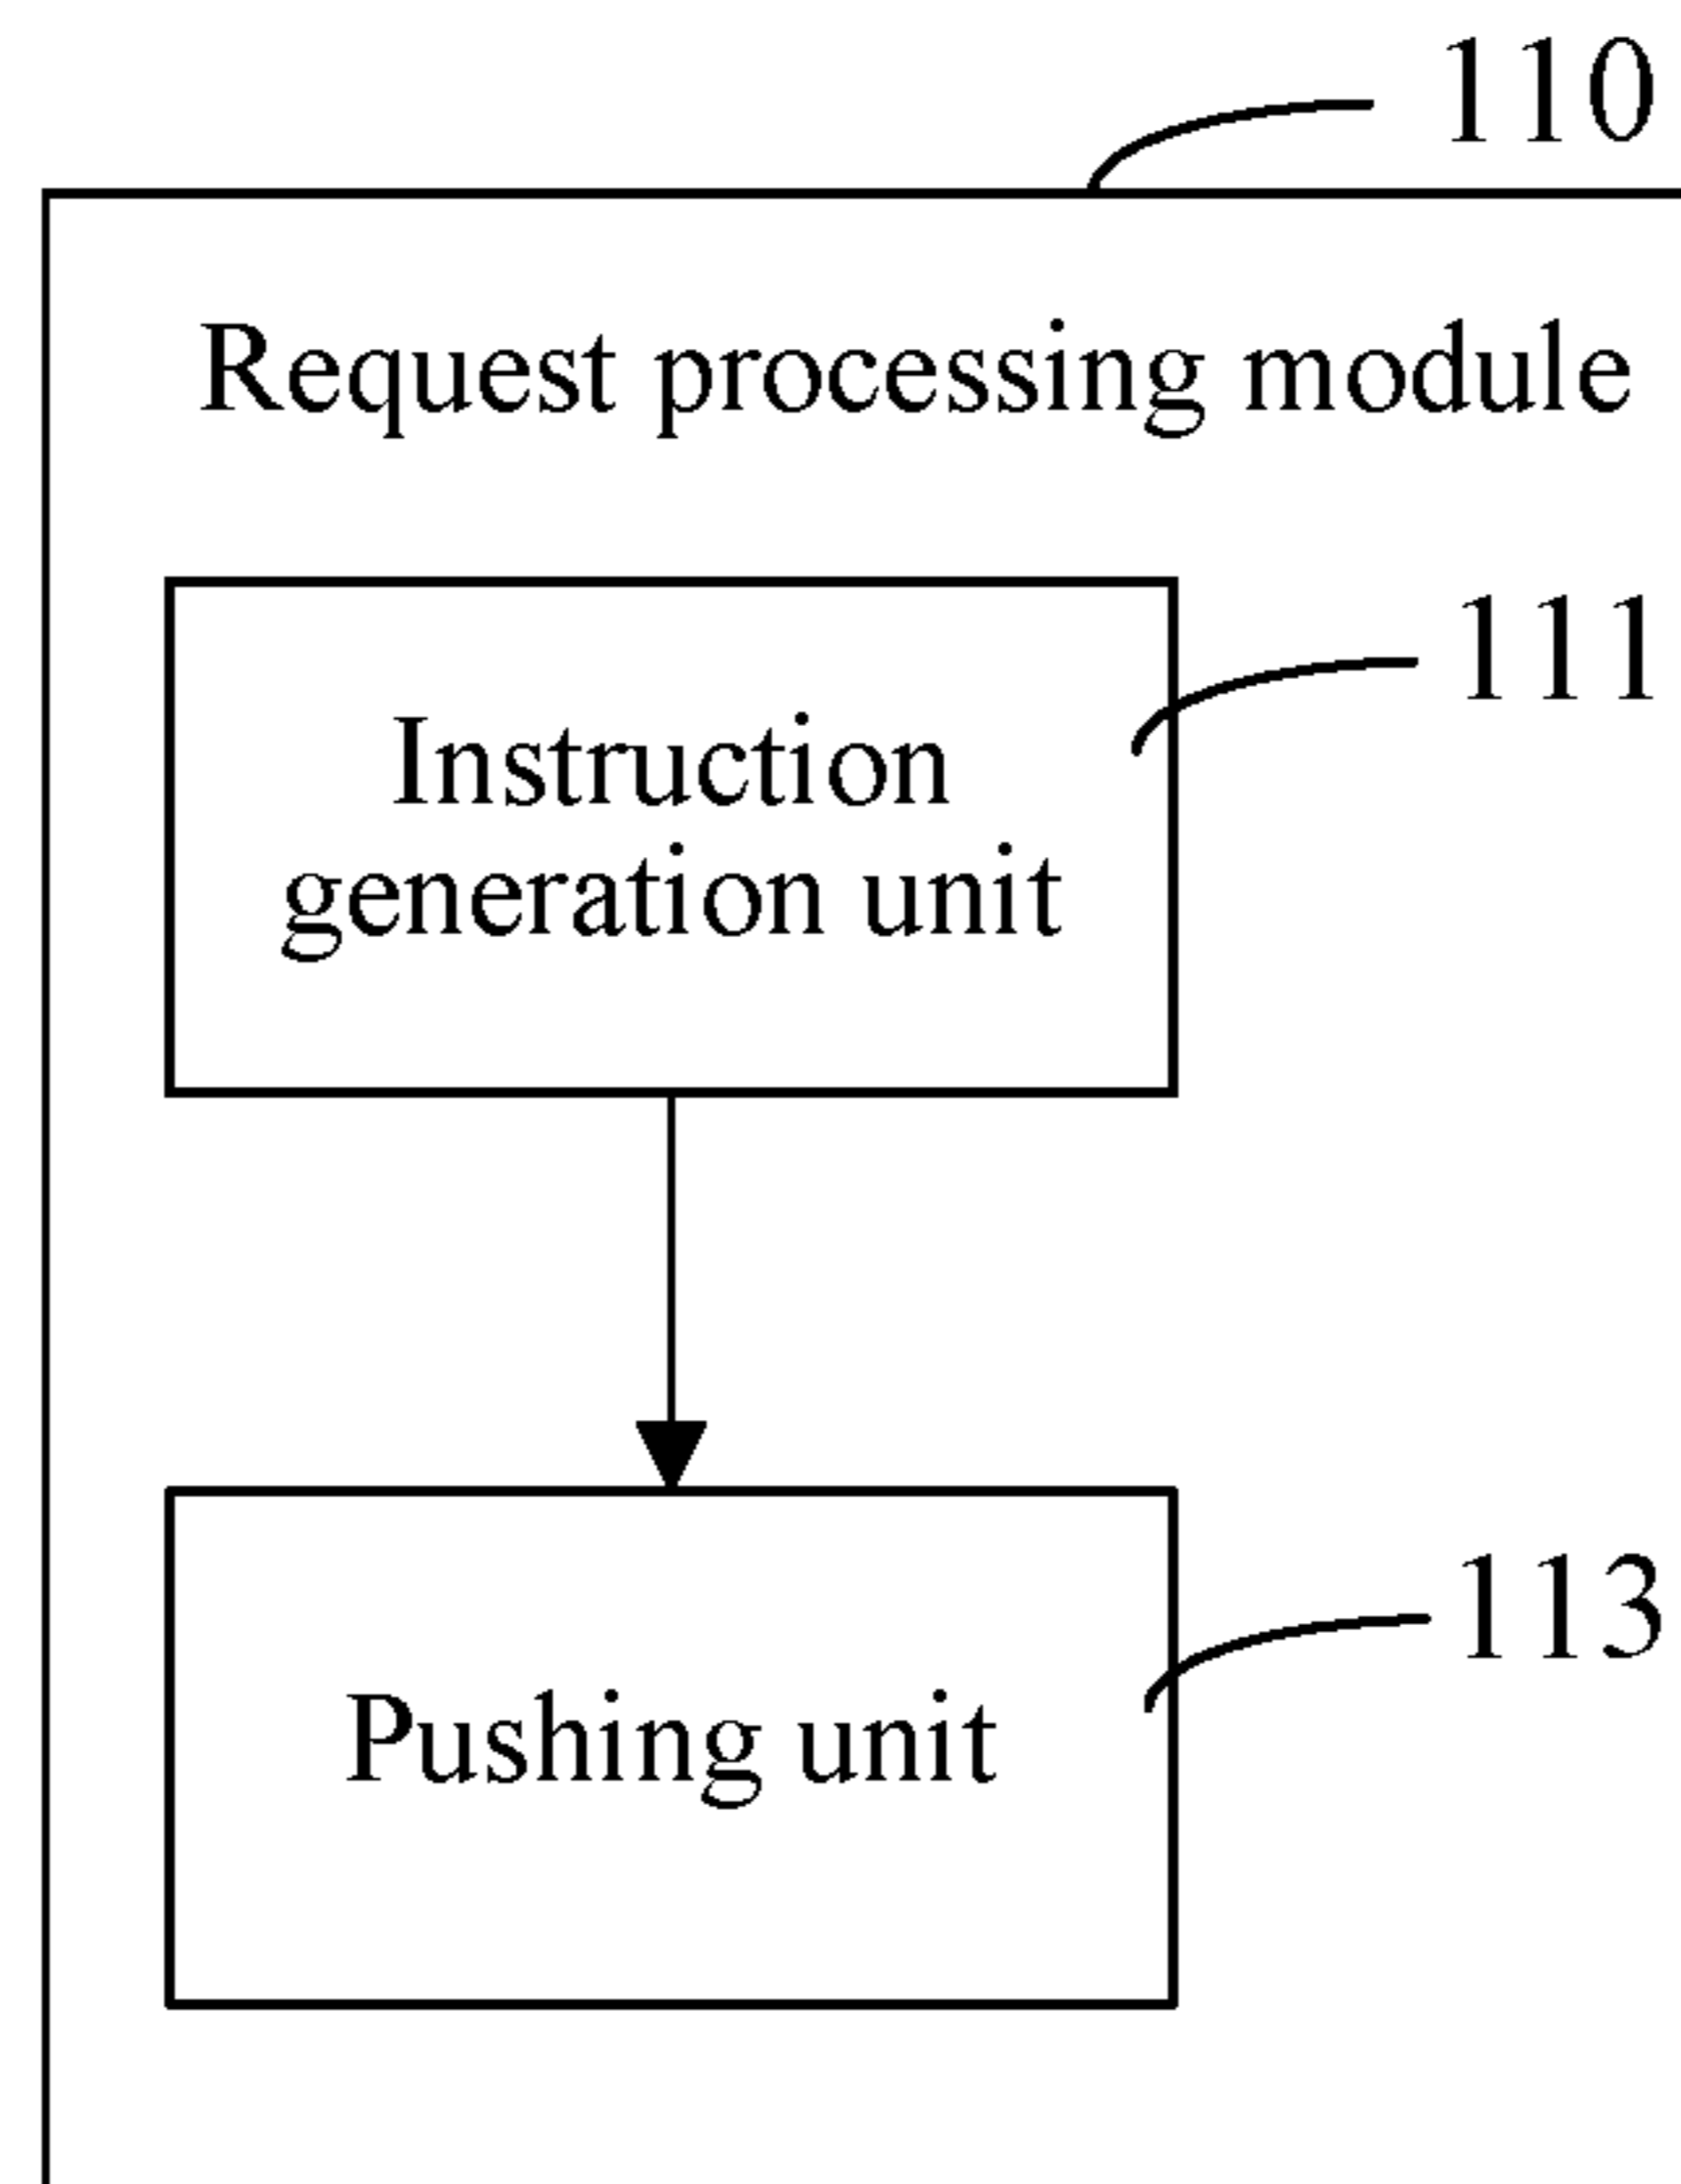 110
Request processing module
111
Instruction
generation unit
113
Pushing unit